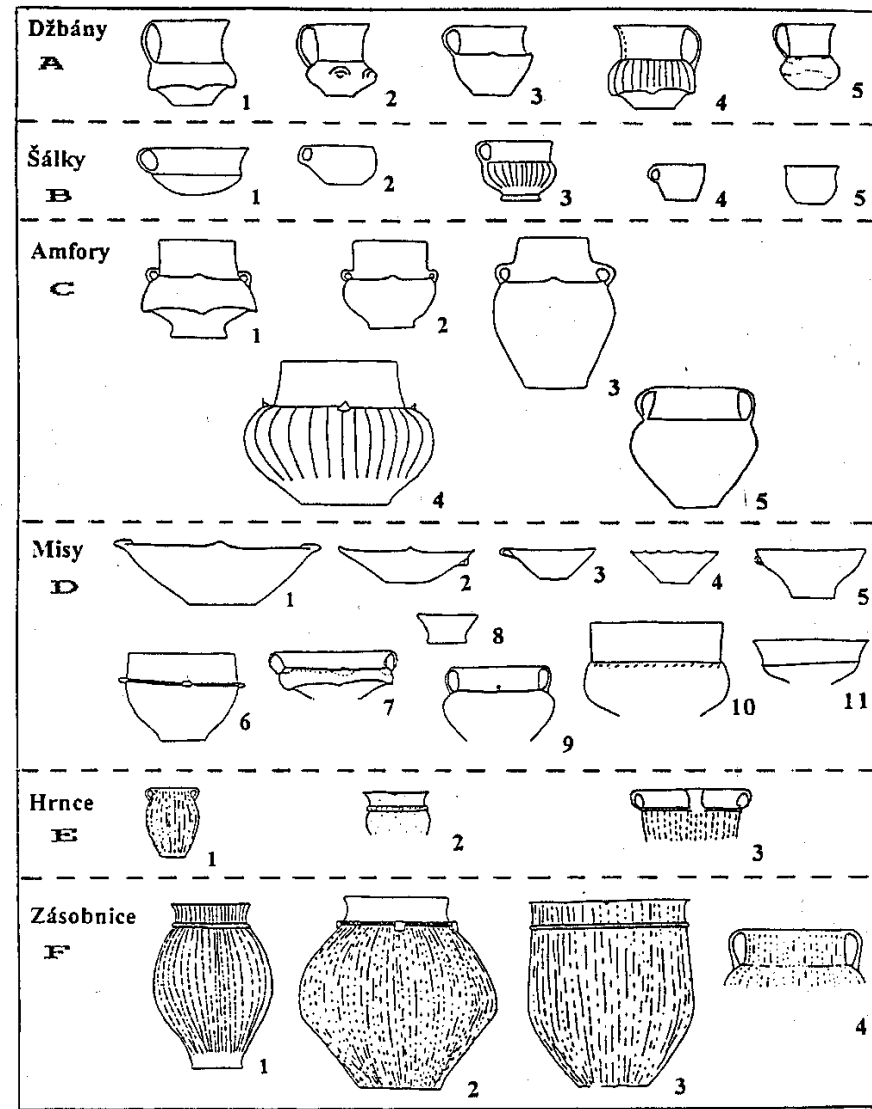 Džbány
A
1 2 3 4 5
Šálky
B
1 2 3 4 5
Amfory
C
1 2 3
4 5
Misy
D
1 2 3 4 5
8
6 7 9 10 11
Hrnce
E
1 2 3
Zásobnice
F
1 2 3 4